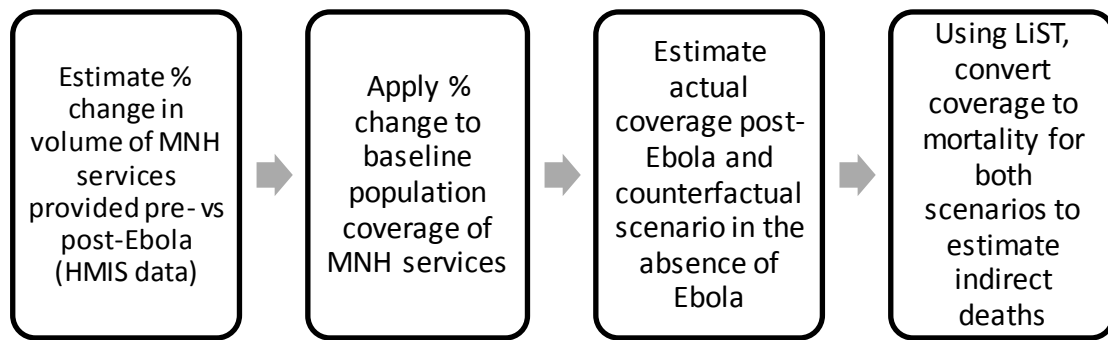 Estimate %
change in
volume of MNH
services
provided pre- vs
post-Ebola
(HMIS data)
Apply %
change to
baseline
population
coverage of
MNH services
Estimate
actual
coverage post-
Ebola and
counterfactual
scenario in the
absence of
Ebola
Using LiST,
convert
coverage to
mortality for
both
scenarios to
estimate
indirect
deaths